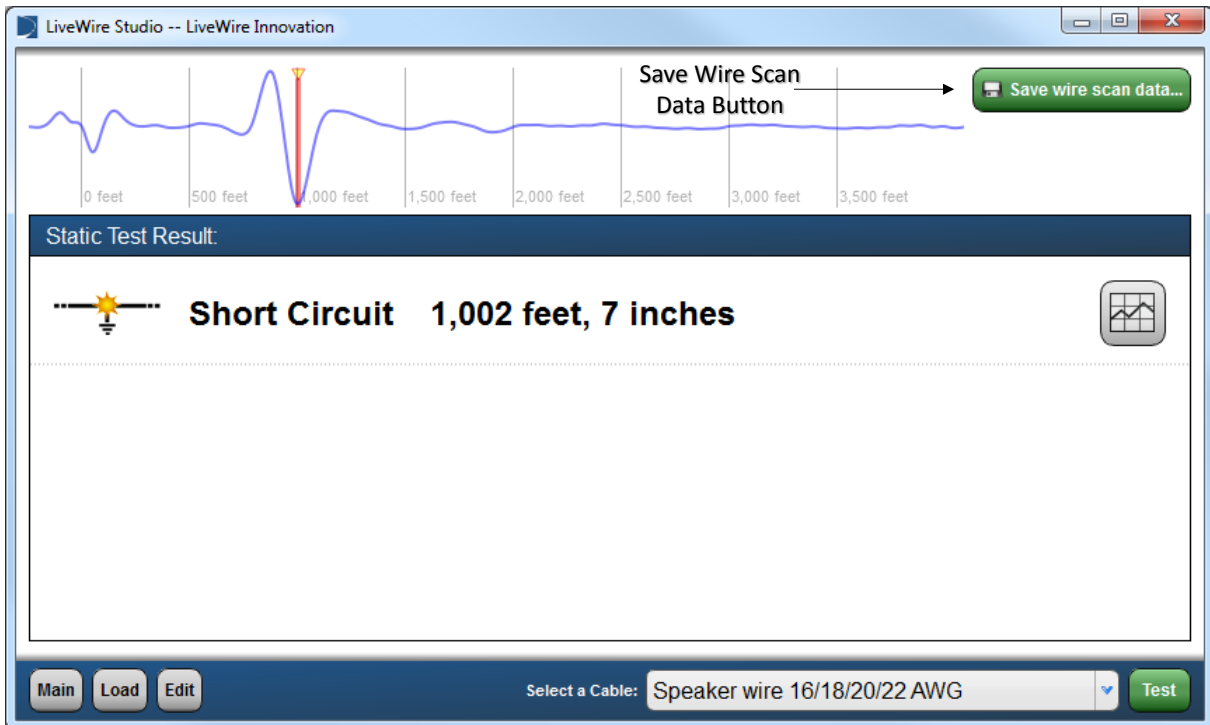 LiveWire Studio -- LiveWire Innovation
Save Wire Scan
Data Button
Save wire scan data...
0 feet
500 feet
1,000 feet
1,500 feet
2,000 feet
2,500 feet
3,000 feet
3,500 feet
Static Test Result:
Short Circuit 1,002 feet, 7 inches
Main Load Edit
Select a Cable: Speaker wire 16/18/20/22 AWG
Test